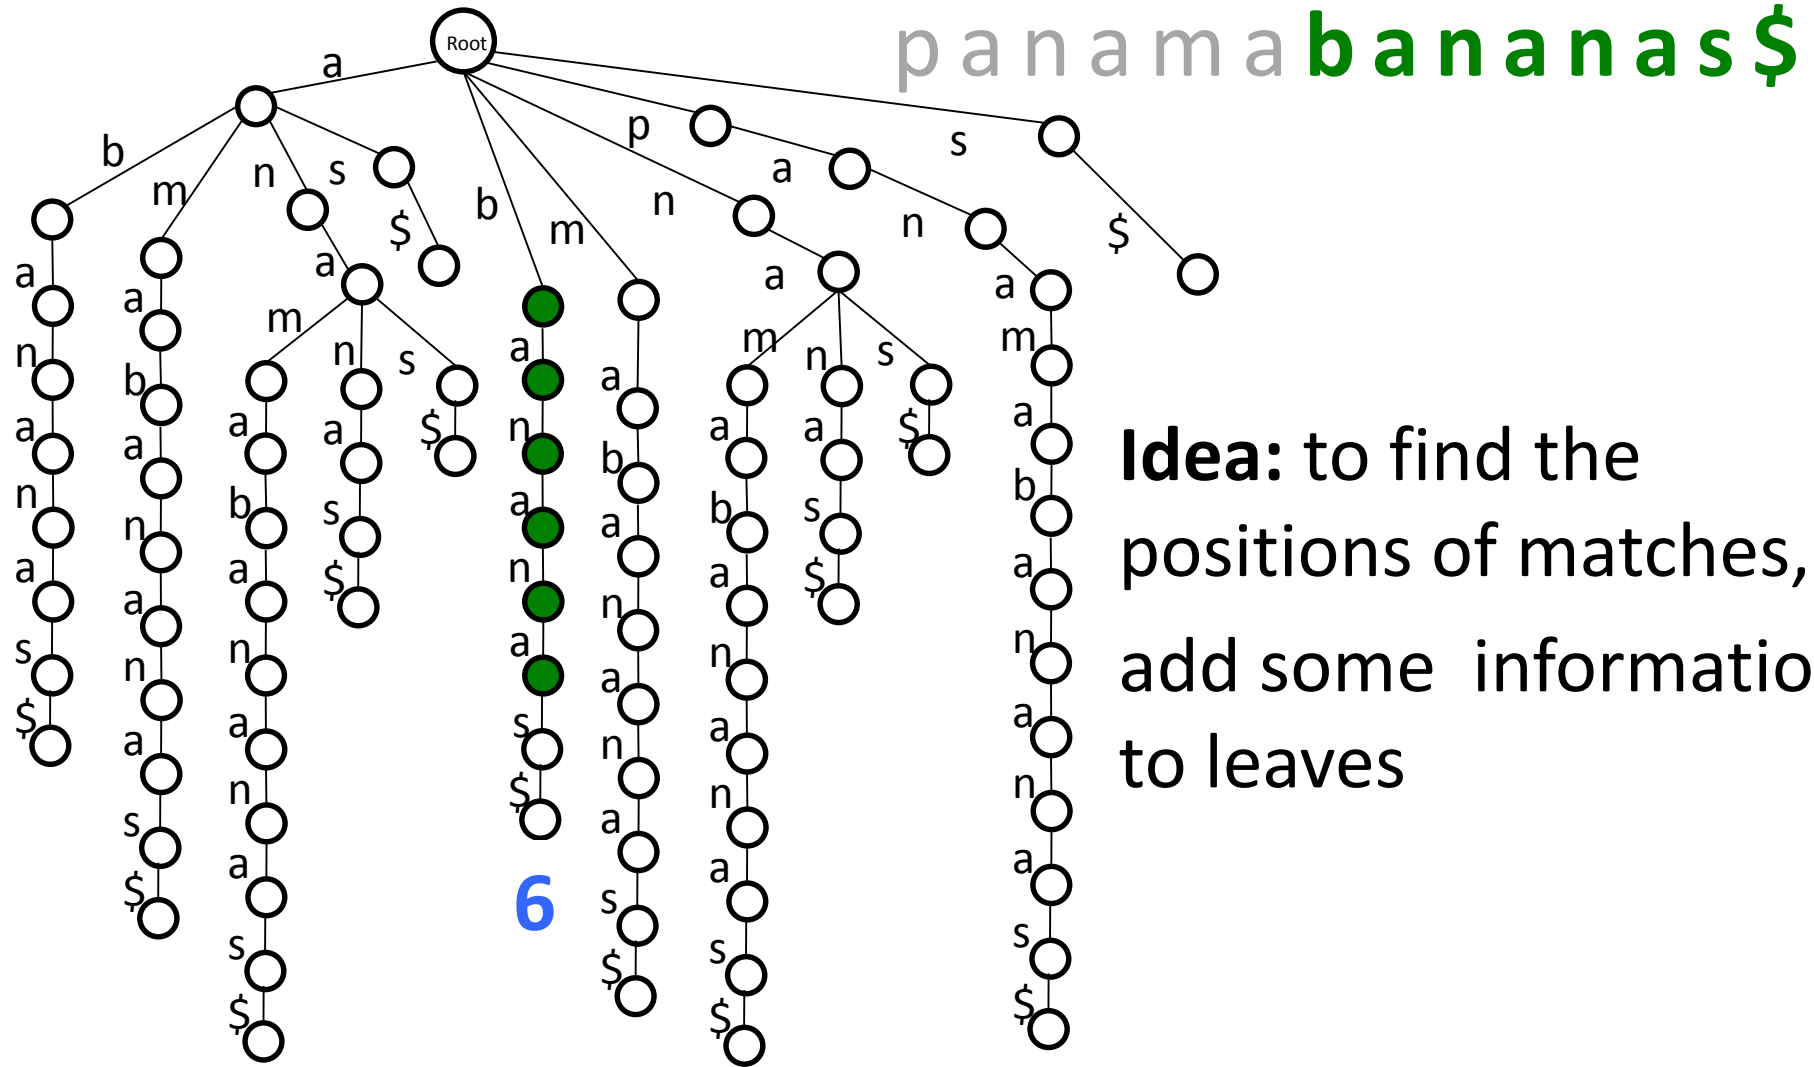 Root
panamabananas$
a
p
s
b
m
n
s
a
b
n
m
n
$
$
a
a
a
a
a
m
n
m
m
n
s
a
m
n
s
n
b
a
a
a
$
n
b
a
a
$
a
a
a
b
s
a
b
b
s
b
n
n
$
n
a
a
$
a
a
a
a
n
n
n
s
n
a
a
n
n
$
a
s
a
n
a
a
$
a
n
n
n
s
a
a
a
$
s
s
s
s
$
$
$
$
6
Idea: to find the
positions of matches,
add some informatio
to leaves